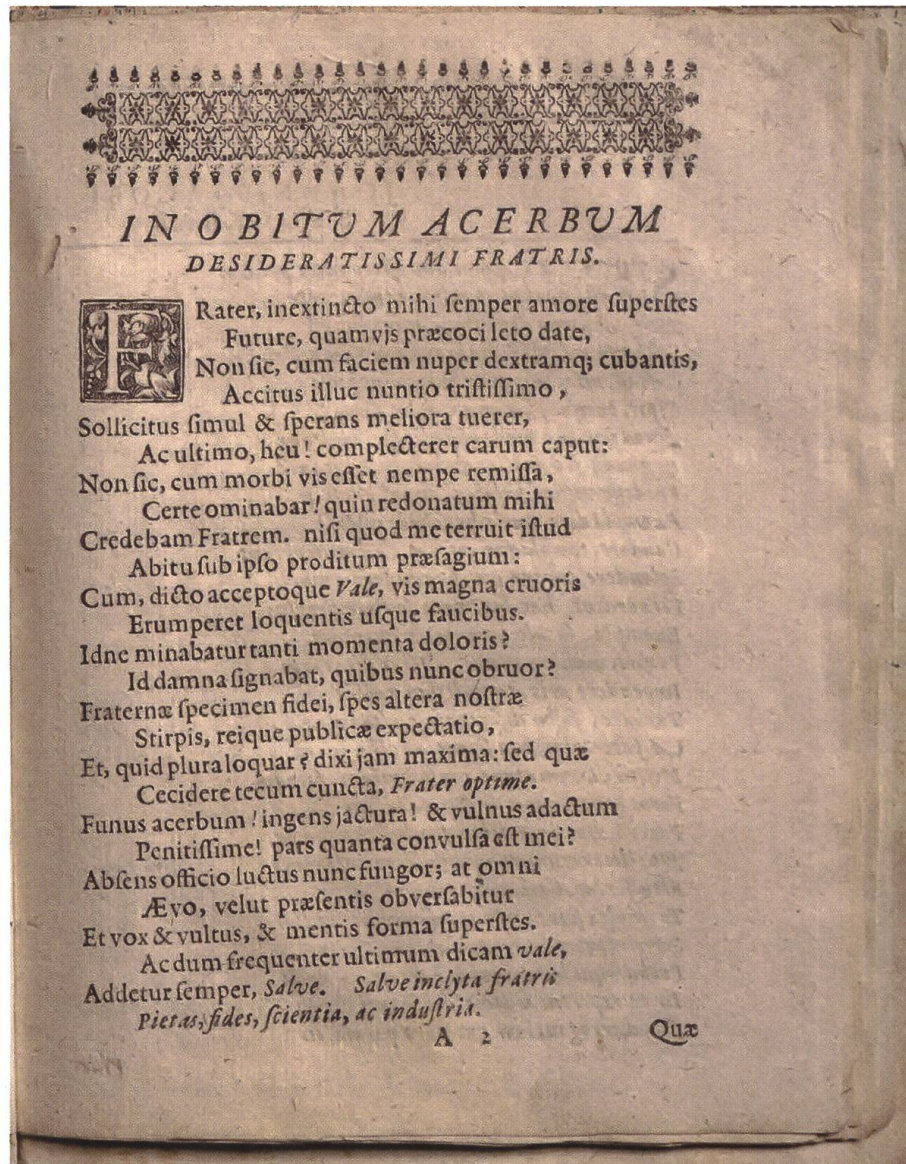 IN OBITUM ACERBUM
DESIDERATISSIMI FRATRIS.
FRater, inextincto mihi semper amore superstes
Future, quamvjs præcoci leto date,
Non sic, cum faciem nuper dextramq; cubantis,
Accitus illuc nuntio tristissimo,
Sollicitus simul & sperans meliora tuerer,
Ac ultimo, heu! complecterer carum caput:
Non sic, cum morbi vis esset nempe remissa,
Certe ominabar! quin redonatum mihi
Credebam Fratrem. nisi quod me terruit istud
Abitu sub ipso proditum præsagium:
Cum, dicto acceptoque Vale, vis magna cruoris
Erumperet loquentis usque faucibus.
Idne minabatur tanti momenta doloris?
Id damna signabat, quibus nunc obruor?
Fraternæ specimen fidei, spes altera nostræ
Stirpis, reique publicæ expectatio,
Et, quid plura loquar? dixi jam maxima: sed quæ
Cecidere tecum cuncta, Frater optime.
Funus acerbum! ingens jactura! & vulnus adactum
Penitissime! pars quanta convulsa est mei?
Absens officio luctus nunc fungor; at omni
Ævo, velut præsentis obversabitur
Et vox & vultus, & mentis forma superstes.
Ac dum frequenter ultimum dicam vale,
Addetur semper, Salve. Salve inclyta fratris
Pietas, fides, scientia, ac industria.
A 2 Quæ